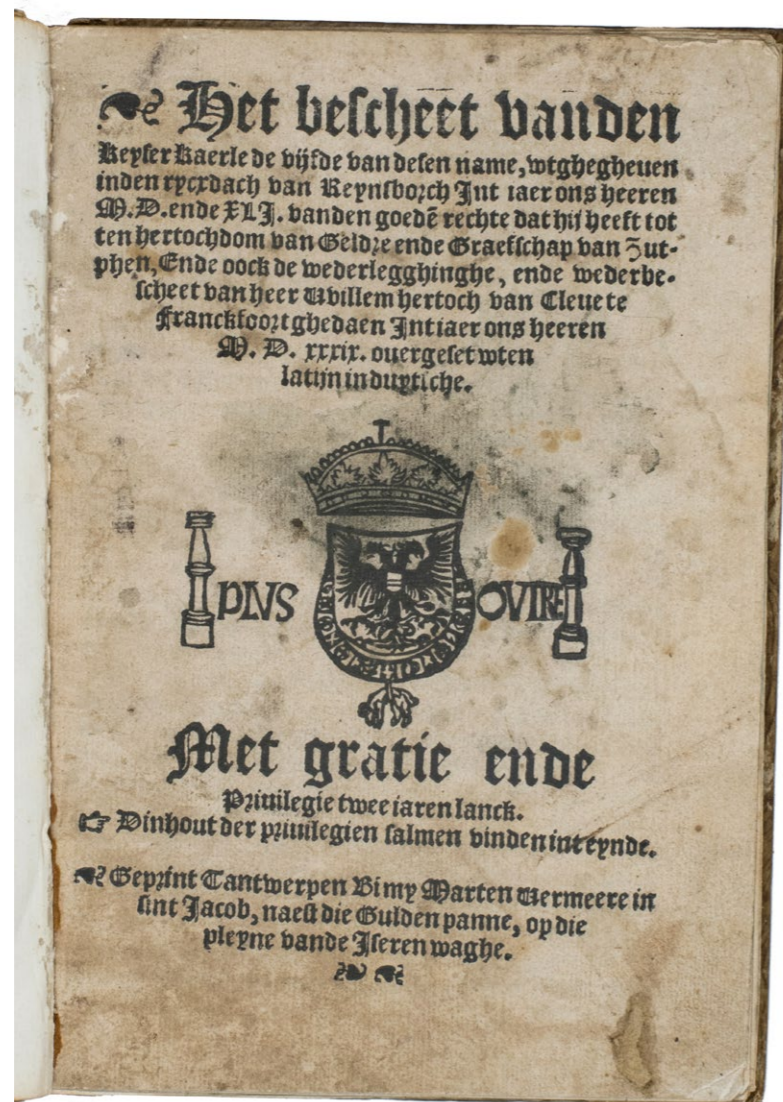 ❧ Het bescheet vanden
Keyser Kaerle de vijfde van desen name, wtghegheuen
inden rycxdach van Reynsborch Int iaer ons heeren
M.D.ende XLI. vanden goedē rechte dat hij heeft tot
ten hertochdom van Geldre ende Graefschap van Zut-
phen, Ende oock de wederlegghinghe, ende wederbe-
scheet van heer Wvillem hertoch van Cleue te
Franckfoort ghedaen Int iaer ons heeren
M. D. xxxix. ouergeset wten
latijn in duytsche.
PLVS OVTRE
Met gratie ende
Priuilegie twee iaren lanck.
☞ Dinhout der priuilegien salmen vinden int eynde.
❧ Geprint Tantwerpen Bi my Marten Vermeere in
sint Jacob, naest die Gulden panne, op die
pleyne vande Iseren waghe.